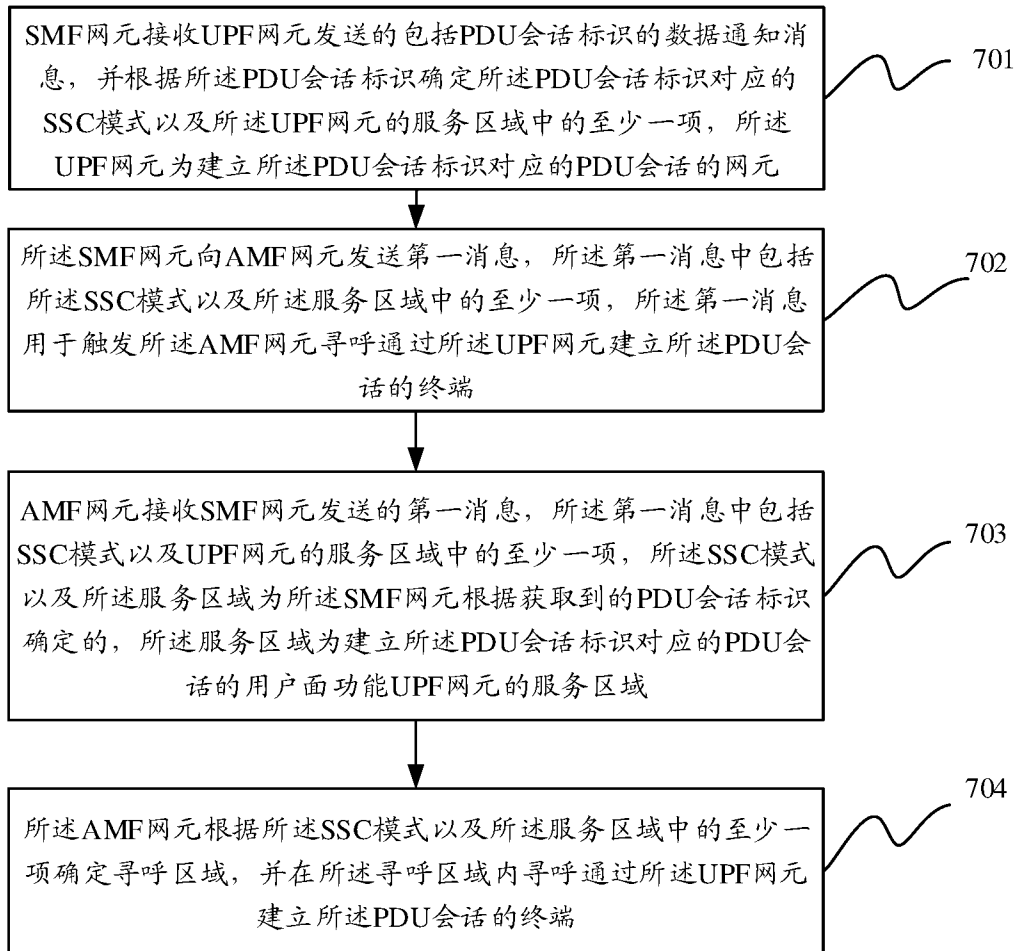 SMF网元接收UPF网元发送的包括PDU会话标识的数据通知消
息，并根据所述PDU会话标识确定所述PDU会话标识对应的
SSC模式以及所述UPF网元的服务区域中的至少一项，所述
UPF网元为建立所述PDU会话标识对应的PDU会话的网元
701
所述SMF网元向AMF网元发送第一消息，所述第一消息中包括
所述SSC模式以及所述服务区域中的至少一项，所述第一消息
用于触发所述AMF网元寻呼通过所述UPF网元建立所述PDU会
话的终端
702
AMF网元接收SMF网元发送的第一消息，所述第一消息中包括
SSC模式以及UPF网元的服务区域中的至少一项，所述SSC模式
以及所述服务区域为所述SMF网元根据获取到的PDU会话标识
确定的，所述服务区域为建立所述PDU会话标识对应的PDU会
话的用户面功能UPF网元的服务区域
703
所述AMF网元根据所述SSC模式以及所述服务区域中的至少一
项确定寻呼区域，并在所述寻呼区域内寻呼通过所述UPF网元
建立所述PDU会话的终端
704